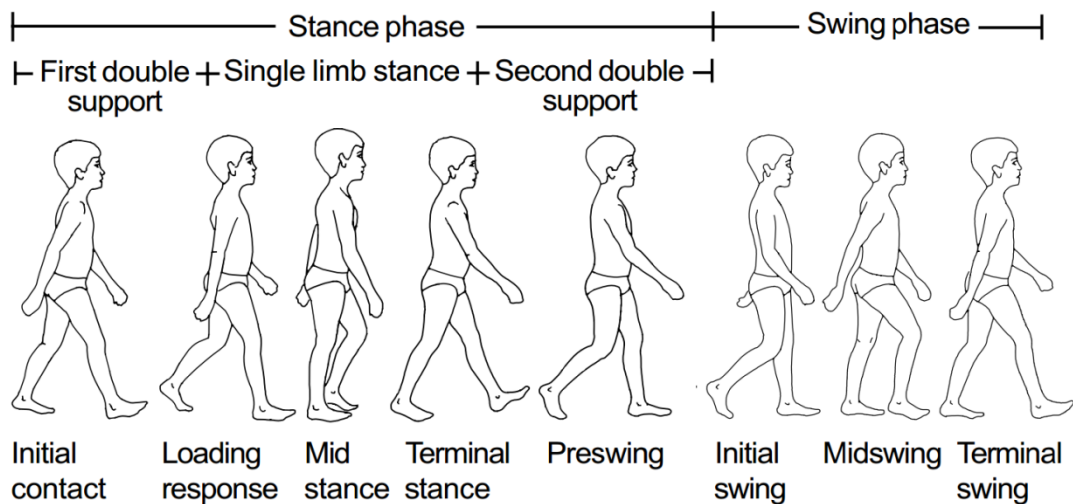 Stance phase
Swing phase
First double support
Single limb stance
Second double support
Initial contact
Loading response
Mid stance
Terminal stance
Preswing
Initial swing
Midswing
Terminal swing